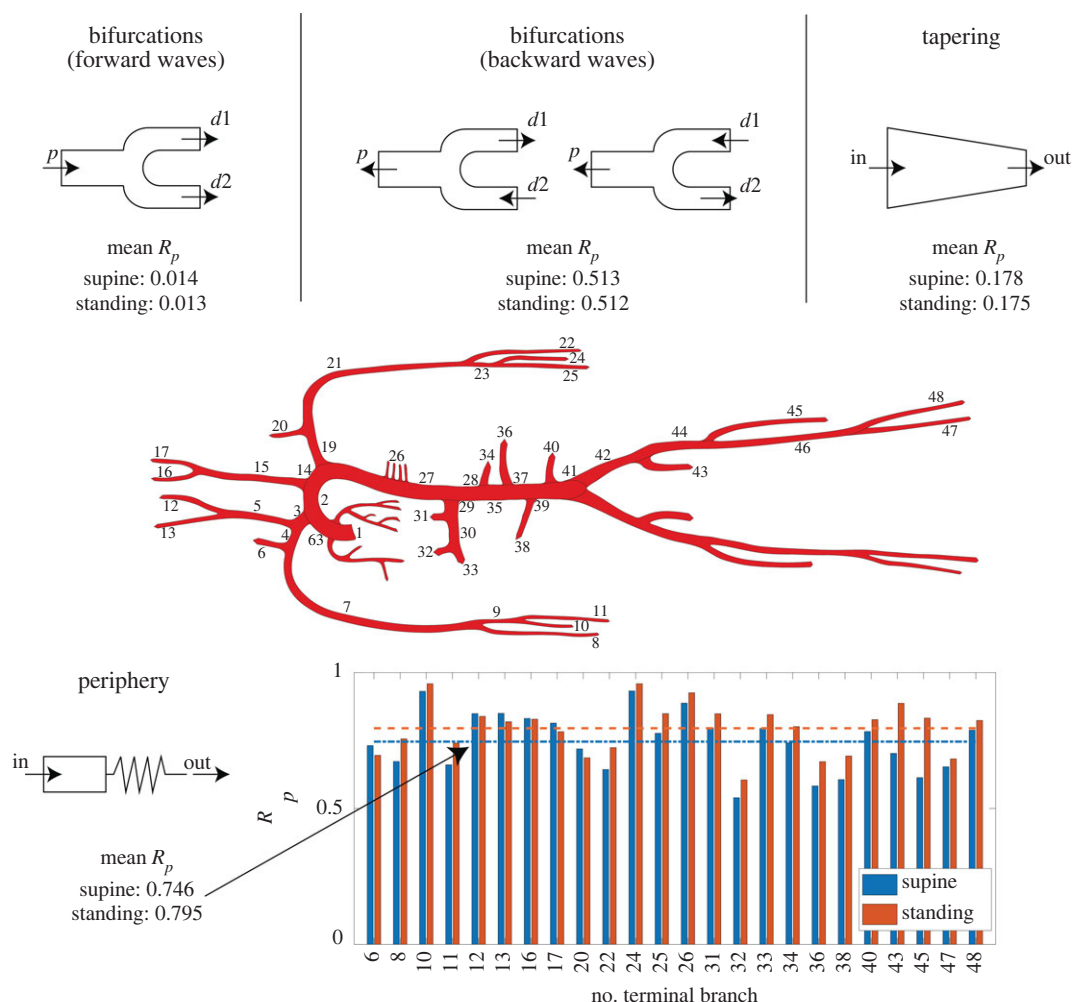 bifurcations
(forward waves)
p
d1
d2
mean Rp
supine: 0.014
standing: 0.013
bifurcations
(backward waves)
p
d1
d2
p
d1
d2
mean Rp
supine: 0.513
standing: 0.512
tapering
in
out
mean Rp
supine: 0.178
standing: 0.175
22
24
25
23
21
20
19
17
16
15
14
12
13
5
3
4
6
2
1
63
26
27
28
34
36
37
35
29
31
30
32
33
38
39
40
41
42
43
44
45
46
47
48
7
9
11
10
8
periphery
in
out
mean Rp
supine: 0.746
standing: 0.795
1
0.5
0
R p
supine
standing
6 8 10 11 12 13 16 17 20 22 24 25 26 31 32 33 34 36 38 40 43 45 47 48
no. terminal branch